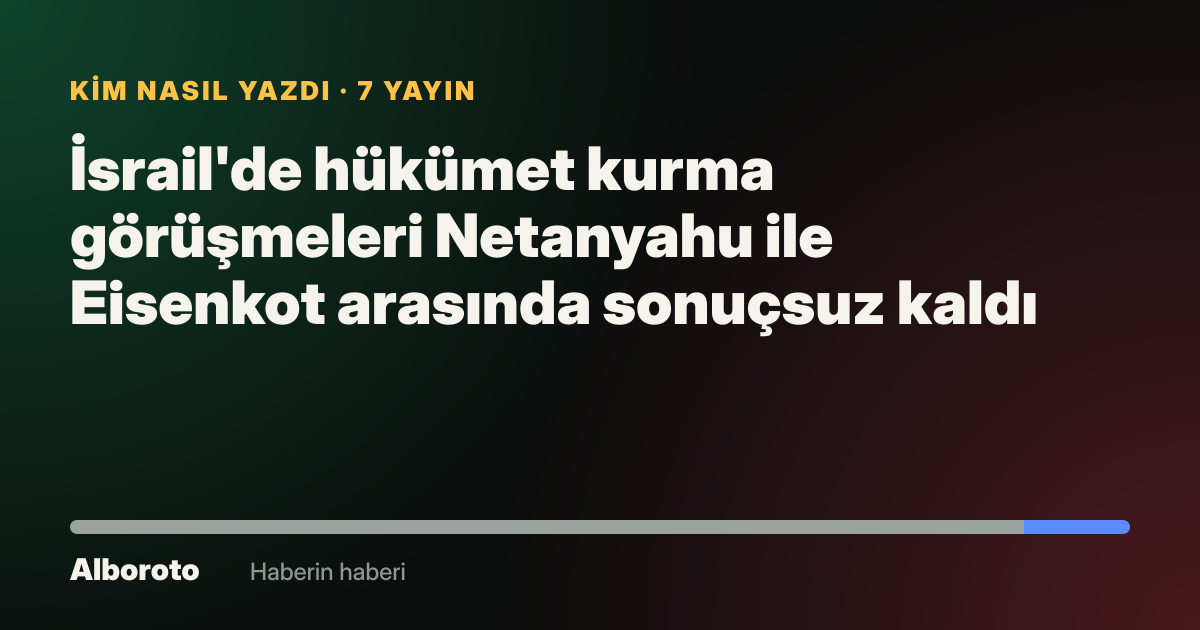 KİM NASIL YAZDI · 7 YAYIN
İsrail'de hükümet kurma
görüşmeleri Netanyahu ile
Eisenkot arasında sonuçsuz kaldı
Alboroto Haberin haberi